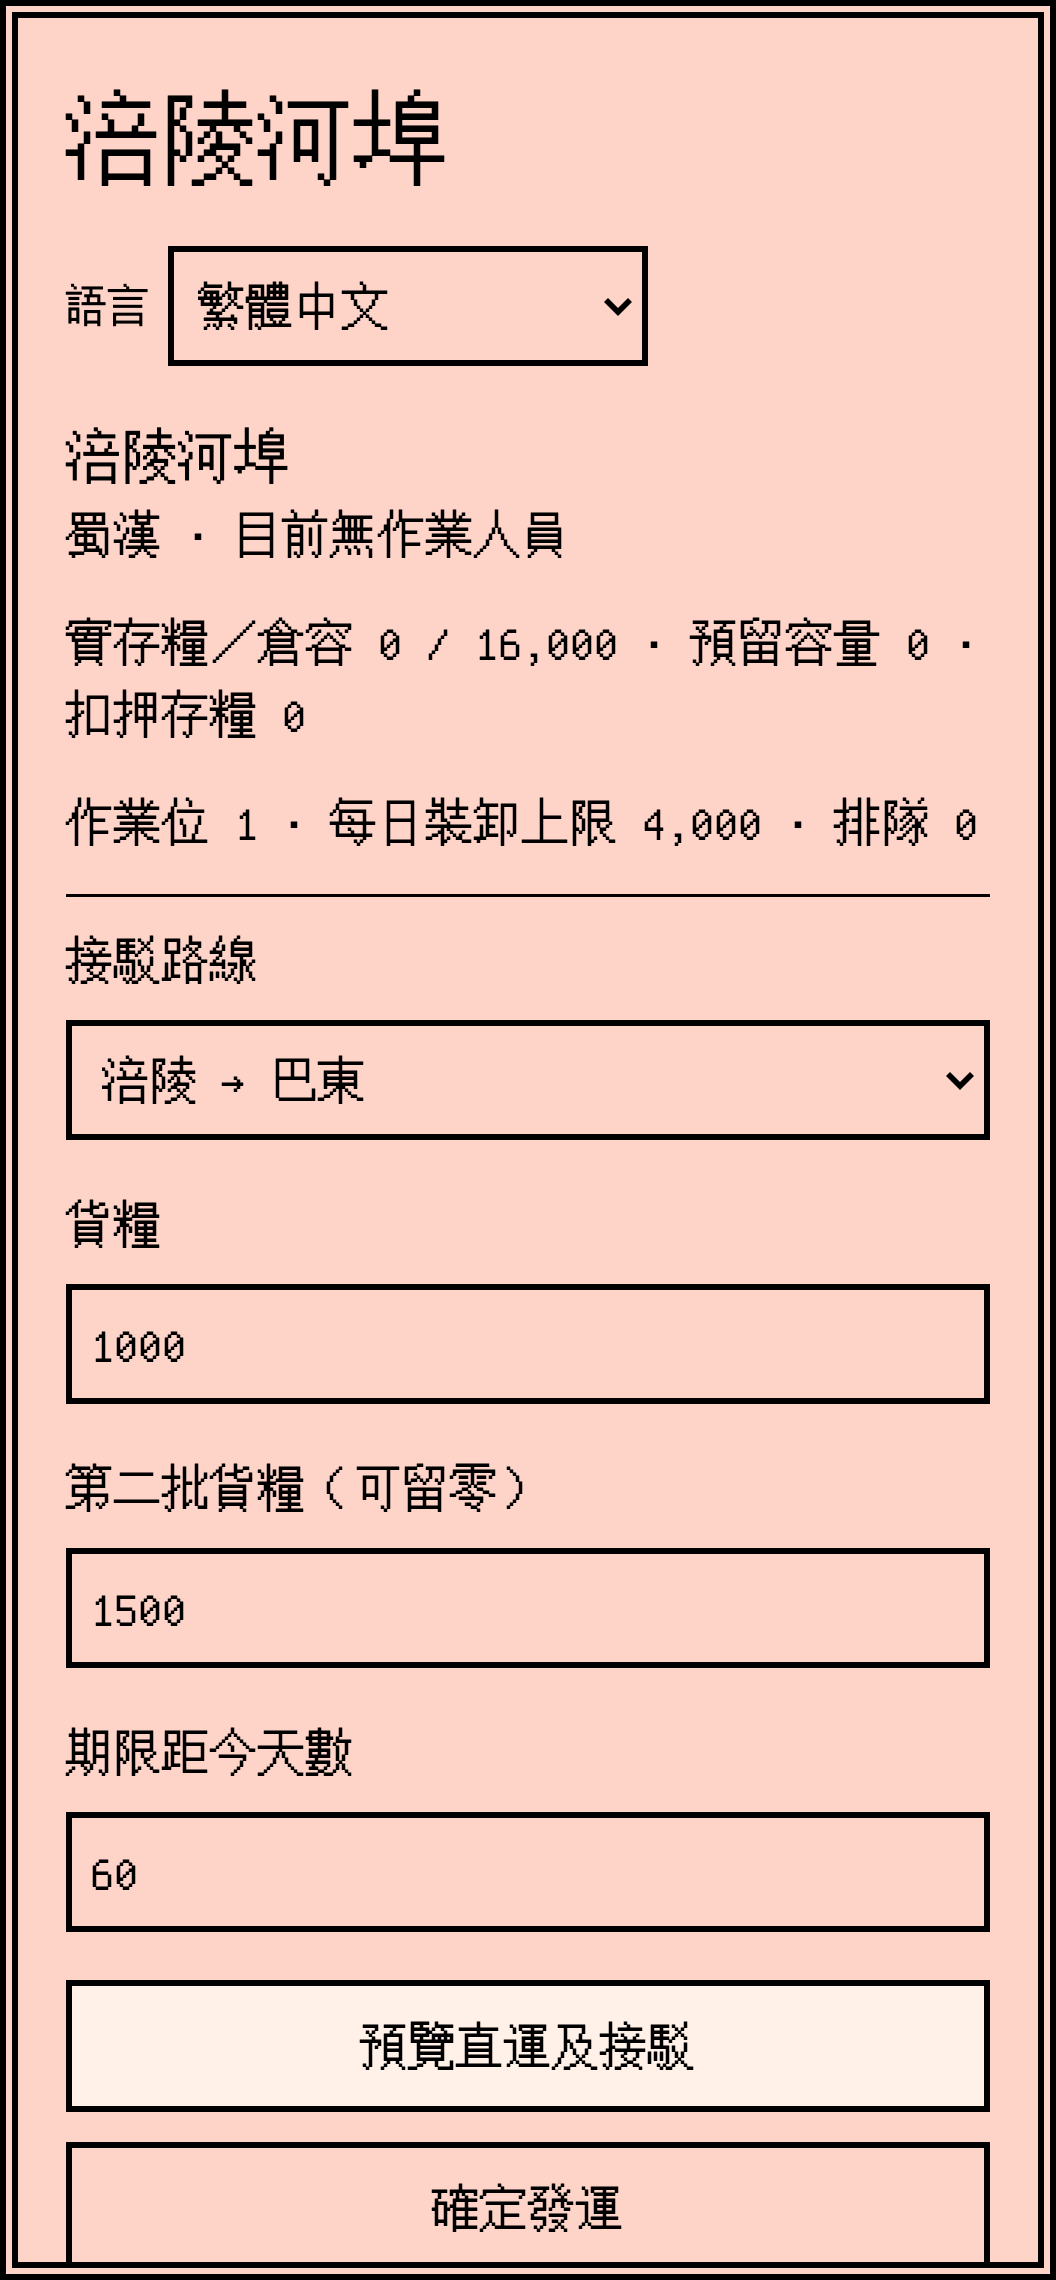 涪陵河埠
語言 繁體中文
涪陵河埠
蜀漢 · 目前無作業人員
實存糧／倉容 0 / 16,000 · 預留容量 0 ·
扣押存糧 0
作業位 1 · 每日裝卸上限 4,000 · 排隊 0
接駁路線
涪陵 → 巴東
貨糧
1000
第二批貨糧（可留零）
1500
期限距今天數
60
預覽直運及接駁
確定發運